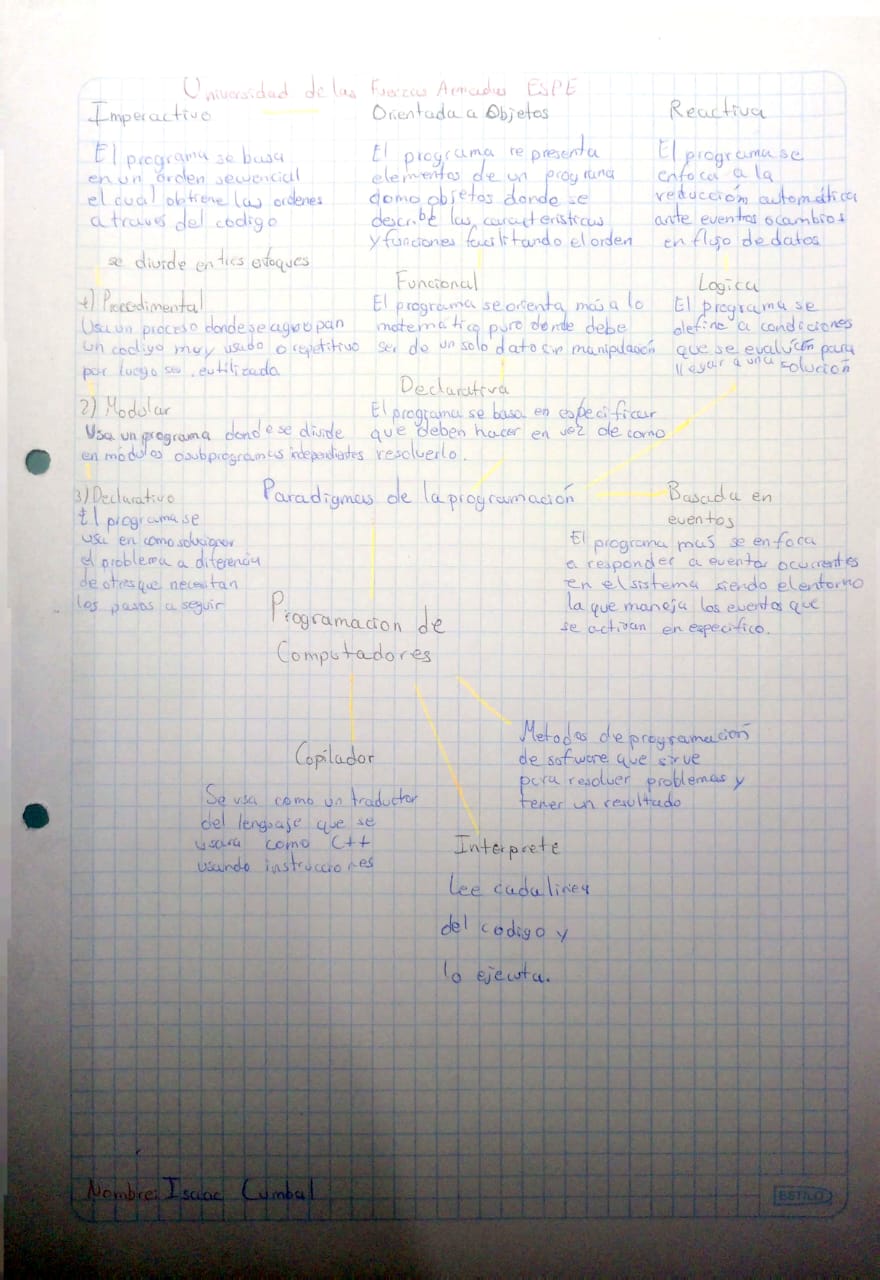 Universidad de las Fuerzas Armadas ESPE
Imperactivo
El programa se basa
en un orden sewencial
el cual obtiene las ordenes
a traves del codigo
se divide en tres enfoques
1) Procedimental
Usa un proceso donde se agrupan
un codigo muy usado o repetitivo
por luego ser reutilizada
2) Modular
Usa un programa donde se divide
en módulos o subprogramas independientes
3) Declarativo
El programa se
usa en como solucionar
el problema a diferencia
de otros que necesitan
los pasos a seguir
Orientada a Objetos
El programa representa
elementos de un programa
como objetos donde se
describe las caracteristicas
y funciones facilitando el orden
Funcional
El programa se orienta más a lo
matemático puro donde debe
ser de un solo dato sin manipulación
Declarativa
El programa se basa en especificar
que deben hacer en vez de como
resolverlo.
Reactiva
El programa se
enfoca a la
reducción automática
ante eventos o cambios
en flujo de datos
Logica
El programa se
define a condiciones
que se evalúan para
llegar a una solución
Paradigmas de la programación
Basada en
eventos
El programa mas se enfoca
a responder a eventos ocurrentes
en el sistema siendo el entorno
la que maneja los eventos que
se activan en especifico.
Programacion de
Computadores
Copilador
Se usa como un traductor
del lenguaje que se
usara como C++
usando instrucciones
Metodos de programación
de sofware que sirve
para resolver problemas y
tener un resultado
Interprete
Lee cada linea
del codigo y
lo ejecuta.
Nombre: Isaac Cumbal
ESTILO